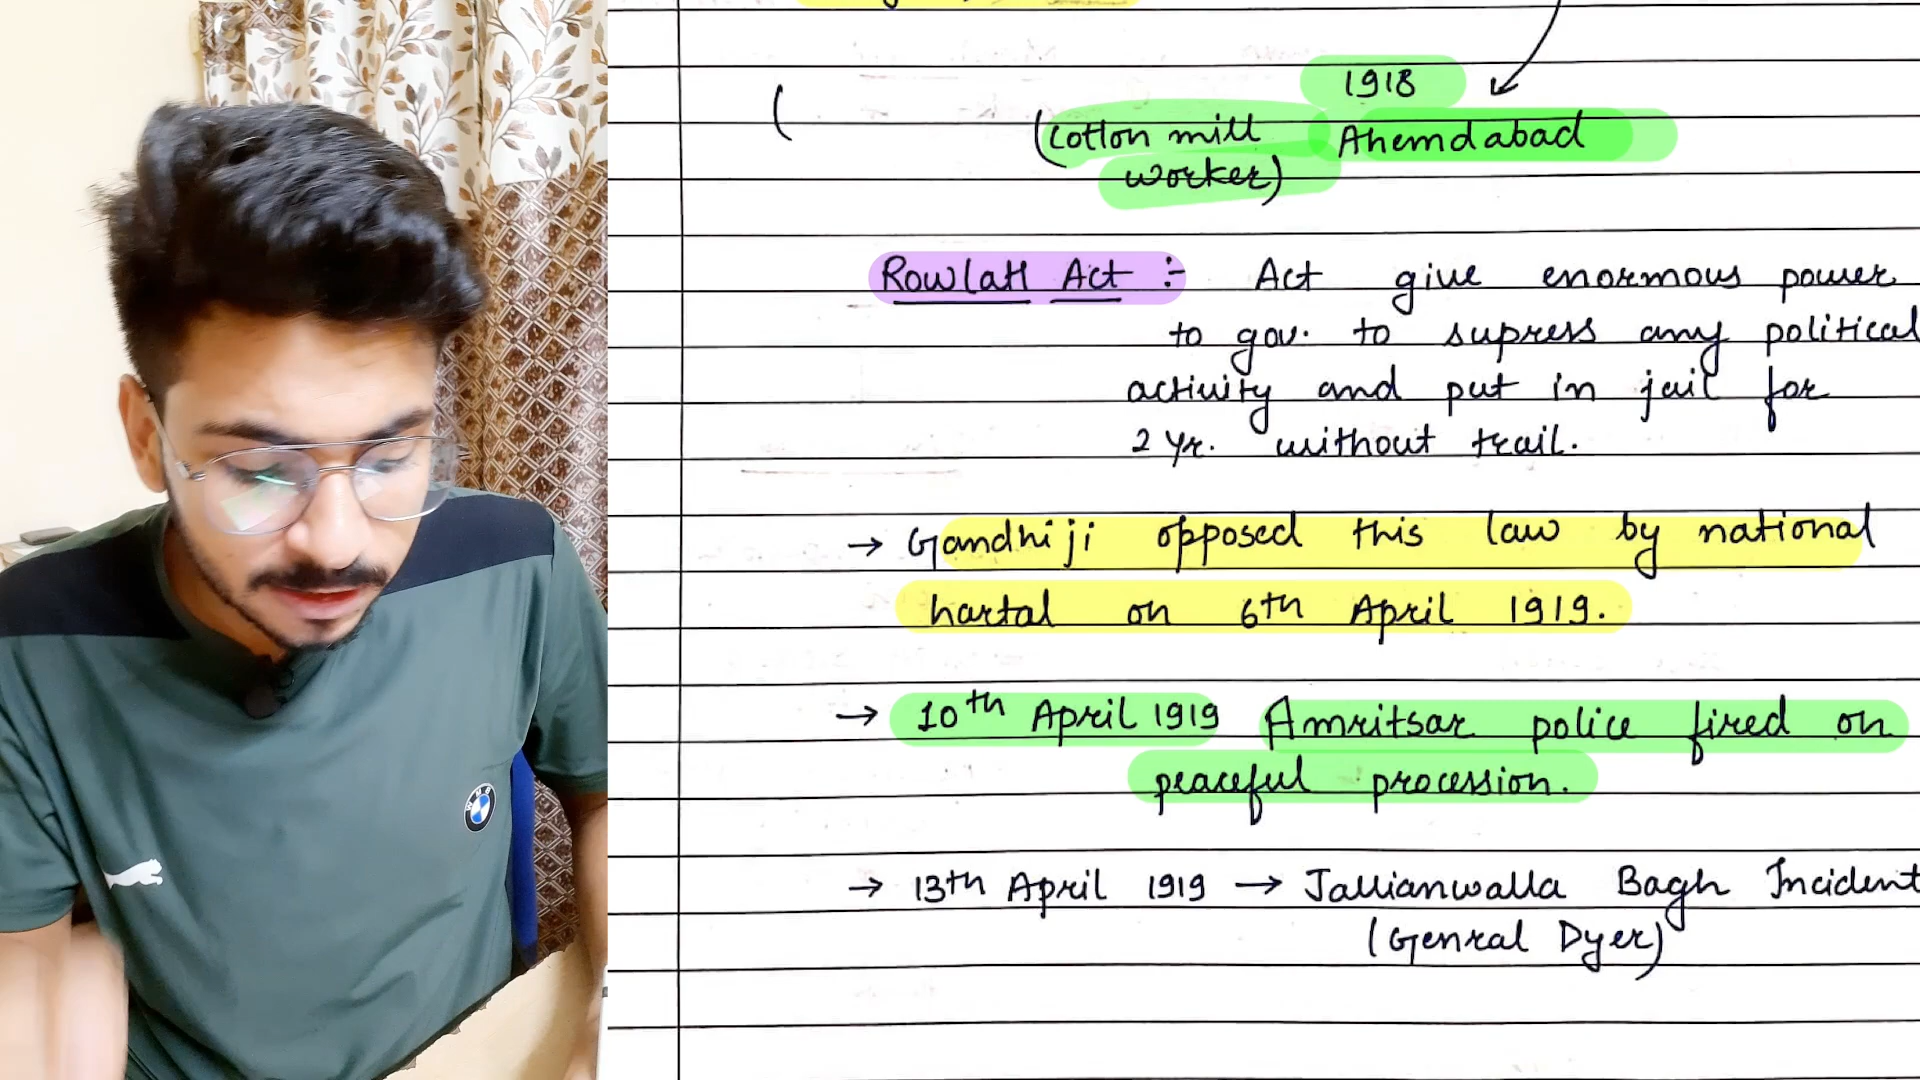 1918
(Cotton mill Ahemdabad
worker)
(
Rowlatt Act :- Act give enormous power
to gov. to supress any political
activity and put in jail for
2 yr. without trail.
→ Gandhiji opposed this law by national
hartal on 6th April 1919.
→ 10th April 1919 Amritsar police fired on
peaceful procession.
→ 13th April 1919 → Jallianwalla Bagh Incident
(Genral Dyer)
BMW